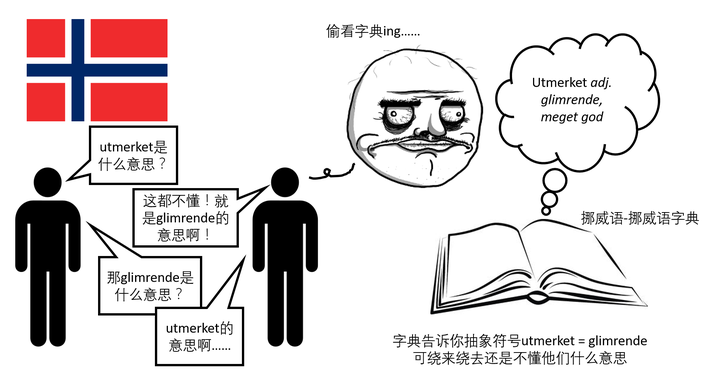 偷看字典ing……
Utmerket adj.
glimrende,
meget god
utmerket是
什么意思？
这都不懂！就
是glimrende的
意思啊！
那glimrende是
什么意思？
utmerket的
意思啊……
挪威语-挪威语字典
字典告诉你抽象符号utmerket = glimrende
可绕来绕去还是不懂他们什么意思